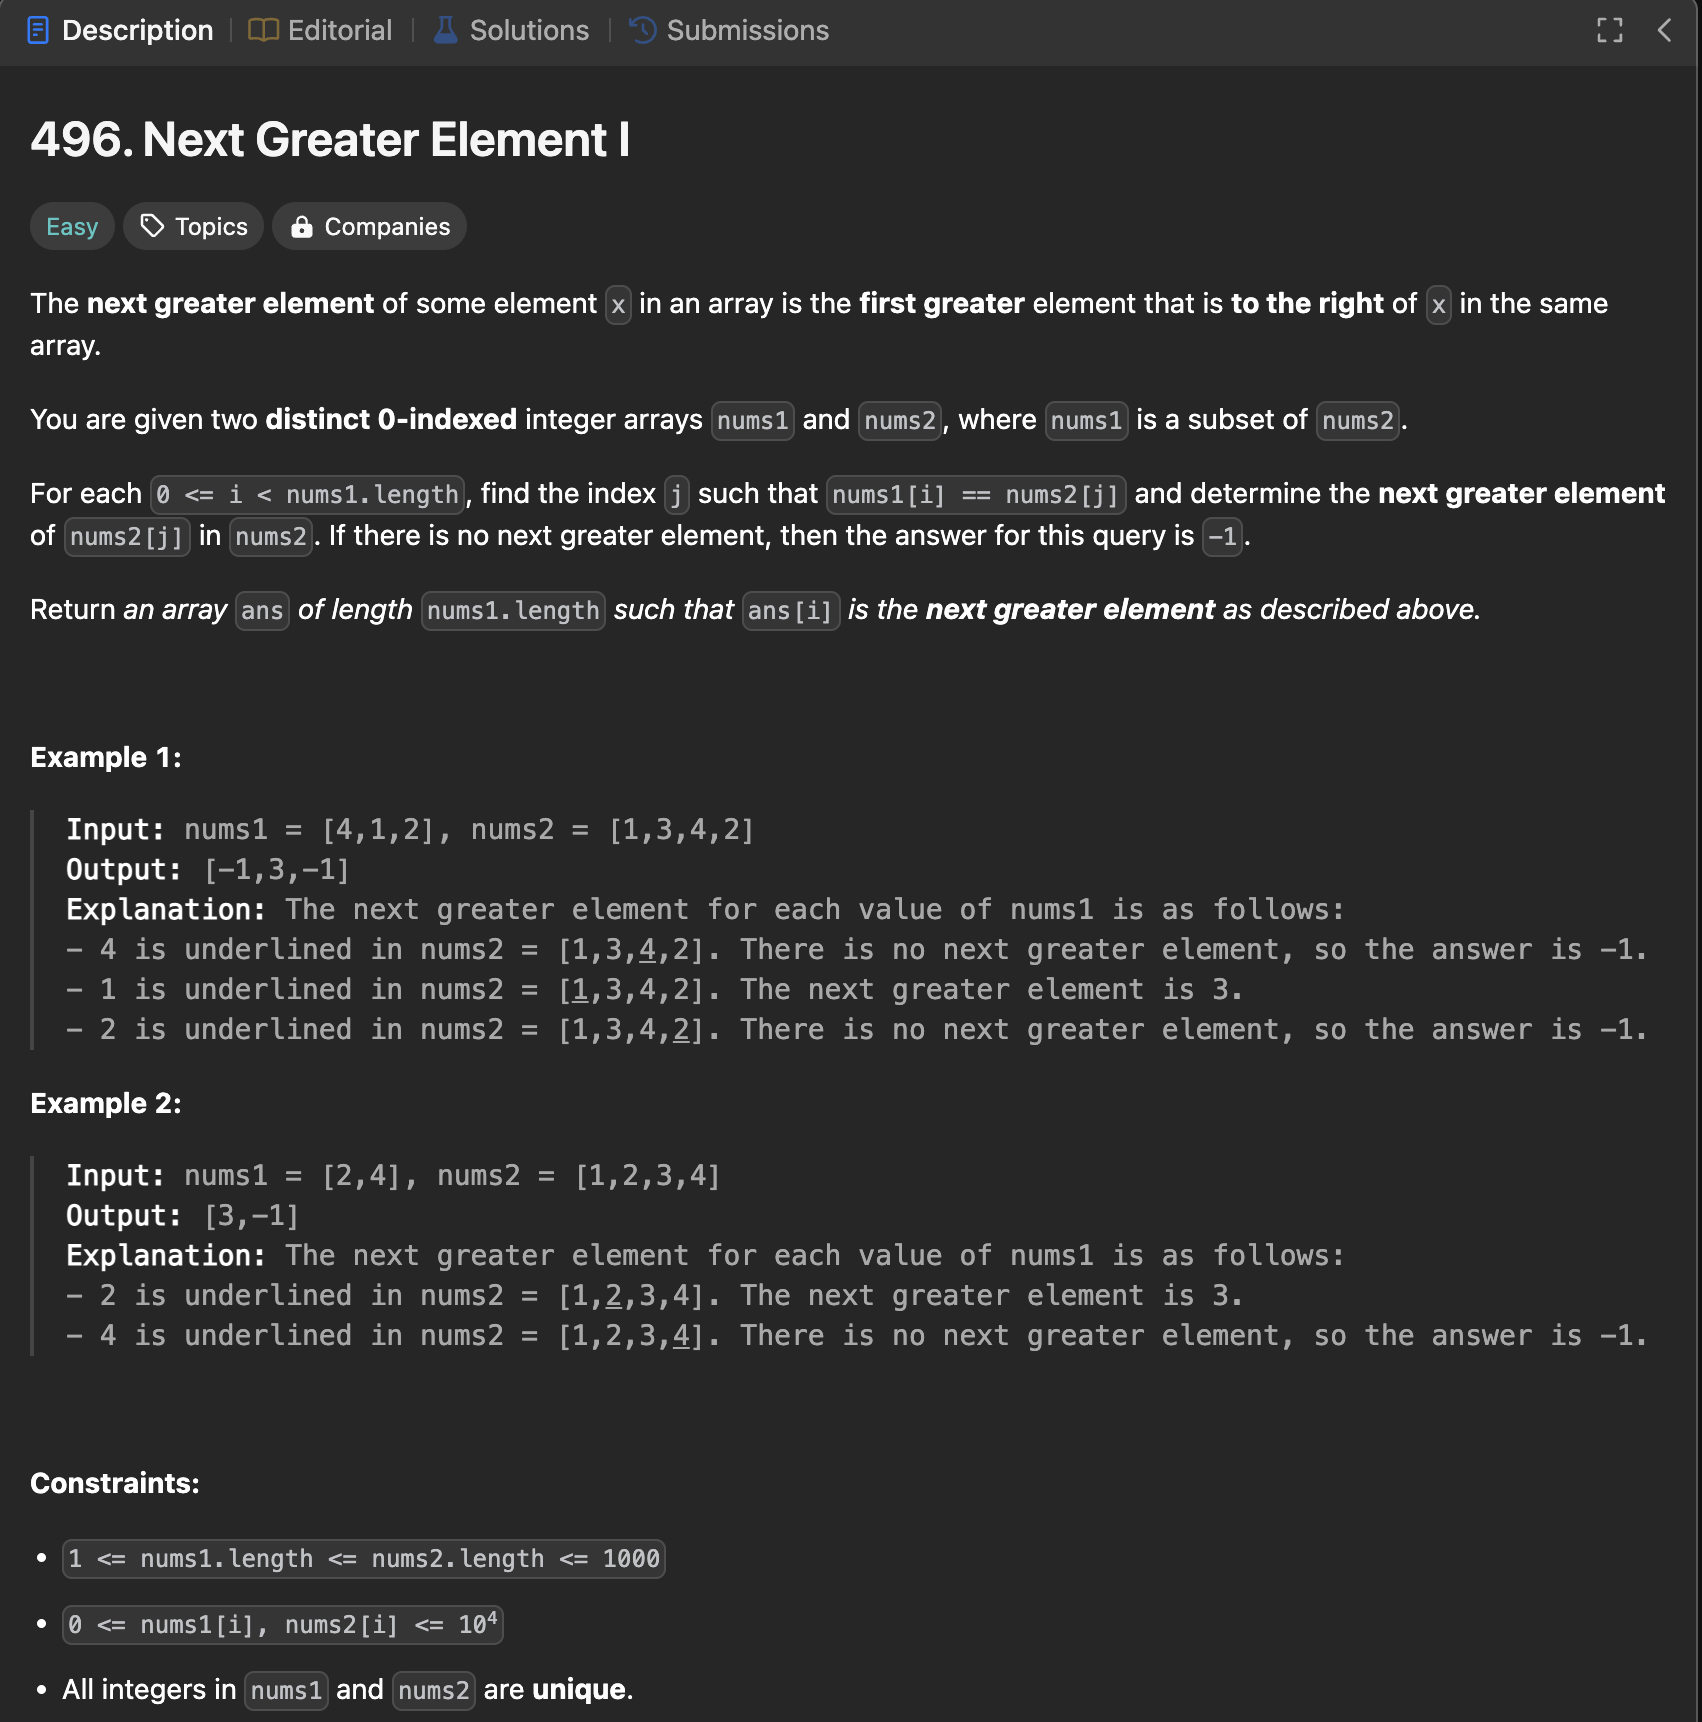 Description | Editorial | Solutions | Submissions
496. Next Greater Element I
Easy Topics Companies
The next greater element of some element x in an array is the first greater element that is to the right of x in the same
array.
You are given two distinct 0-indexed integer arrays nums1 and nums2, where nums1 is a subset of nums2.
For each 0 <= i < nums1.length, find the index j such that nums1[i] == nums2[j] and determine the next greater element
of nums2[j] in nums2. If there is no next greater element, then the answer for this query is -1.
Return an array ans of length nums1.length such that ans[i] is the next greater element as described above.
Example 1:
Input: nums1 = [4,1,2], nums2 = [1,3,4,2]
Output: [-1,3,-1]
Explanation: The next greater element for each value of nums1 is as follows:
- 4 is underlined in nums2 = [1,3,4,2]. There is no next greater element, so the answer is -1.
- 1 is underlined in nums2 = [1,3,4,2]. The next greater element is 3.
- 2 is underlined in nums2 = [1,3,4,2]. There is no next greater element, so the answer is -1.
Example 2:
Input: nums1 = [2,4], nums2 = [1,2,3,4]
Output: [3,-1]
Explanation: The next greater element for each value of nums1 is as follows:
- 2 is underlined in nums2 = [1,2,3,4]. The next greater element is 3.
- 4 is underlined in nums2 = [1,2,3,4]. There is no next greater element, so the answer is -1.
Constraints:
• 1 <= nums1.length <= nums2.length <= 1000
• 0 <= nums1[i], nums2[i] <= 10⁴
• All integers in nums1 and nums2 are unique.